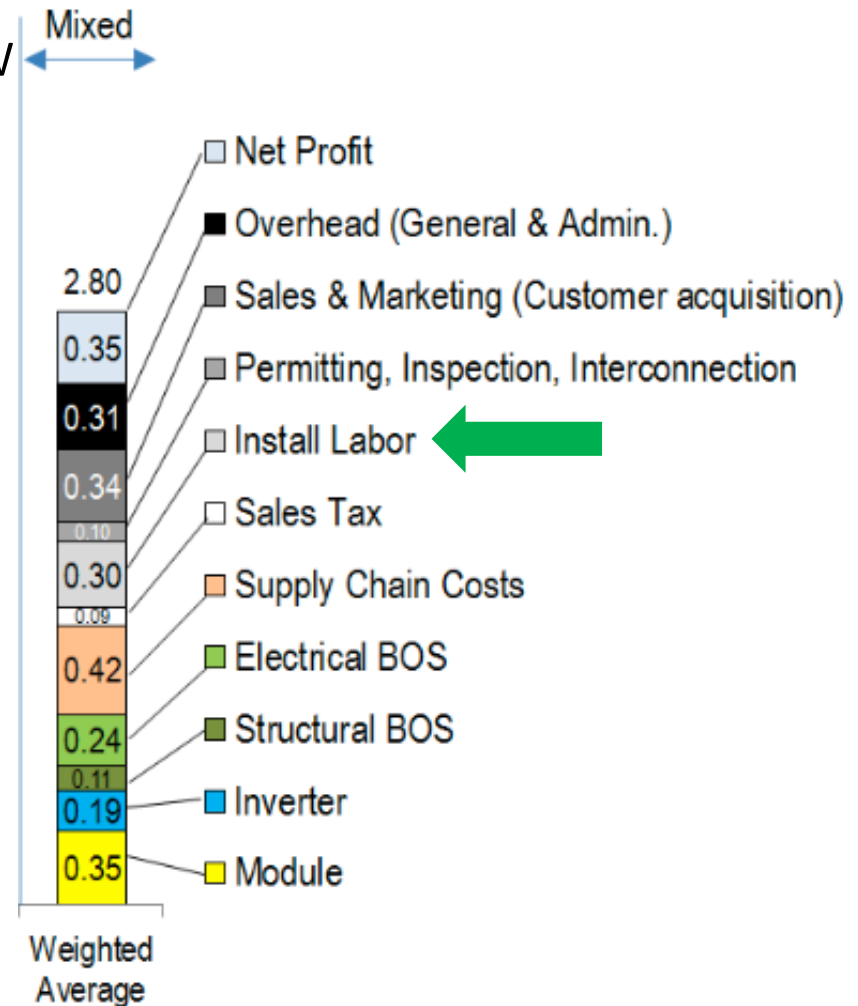 Mixed
Net Profit
Overhead (General & Admin.)
2.80
Sales & Marketing (Customer acquisition)
0.35
Permitting, Inspection, Interconnection
0.31
Install Labor
0.34
Sales Tax
0.10
0.30
Supply Chain Costs
0.09
Electrical BOS
0.42
Structural BOS
0.24
0.11
Inverter
0.19
Module
0.35
Weighted
Average